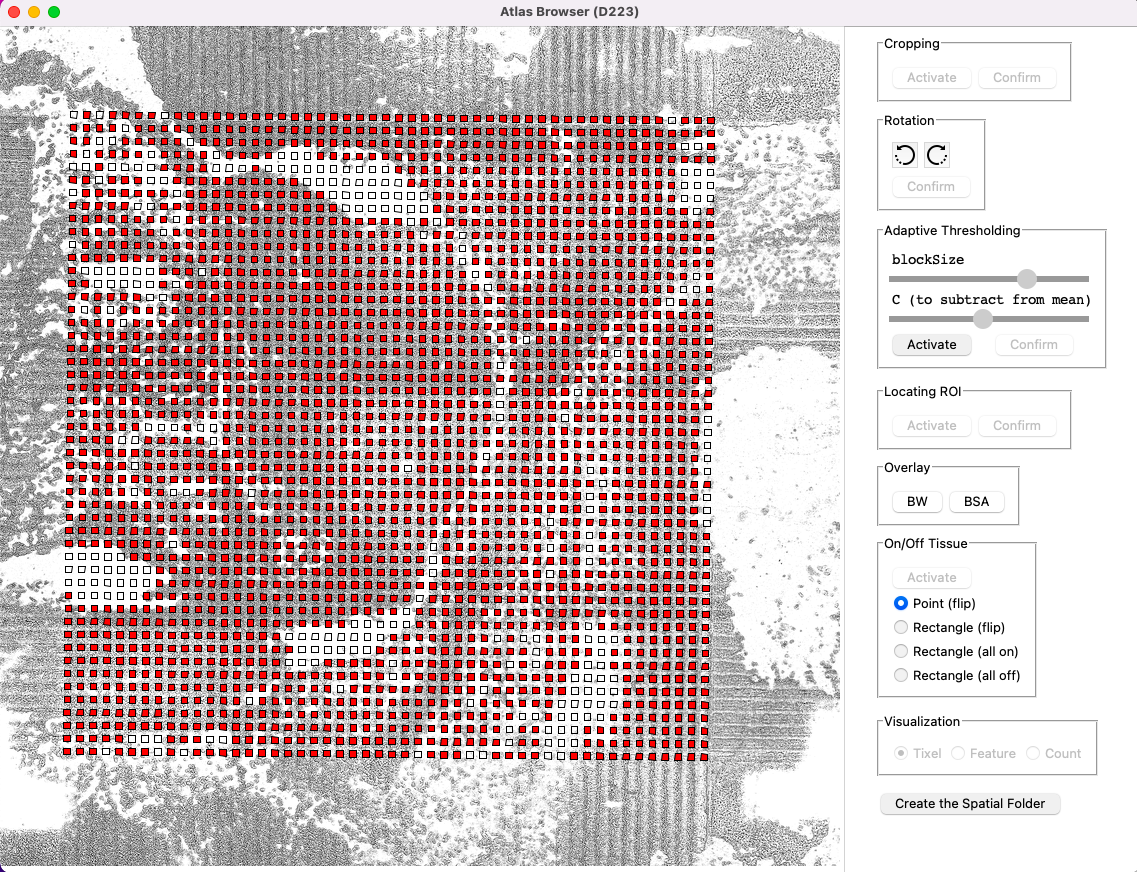 Atlas Browser (D223)
Cropping
Activate Confirm
Rotation
Confirm
Adaptive Thresholding
blockSize
C (to subtract from mean)
Activate Confirm
Locating ROI
Activate Confirm
Overlay
BW BSA
On/Off Tissue
Activate
Point (flip)
Rectangle (flip)
Rectangle (all on)
Rectangle (all off)
Visualization
Tixel Feature Count
Create the Spatial Folder